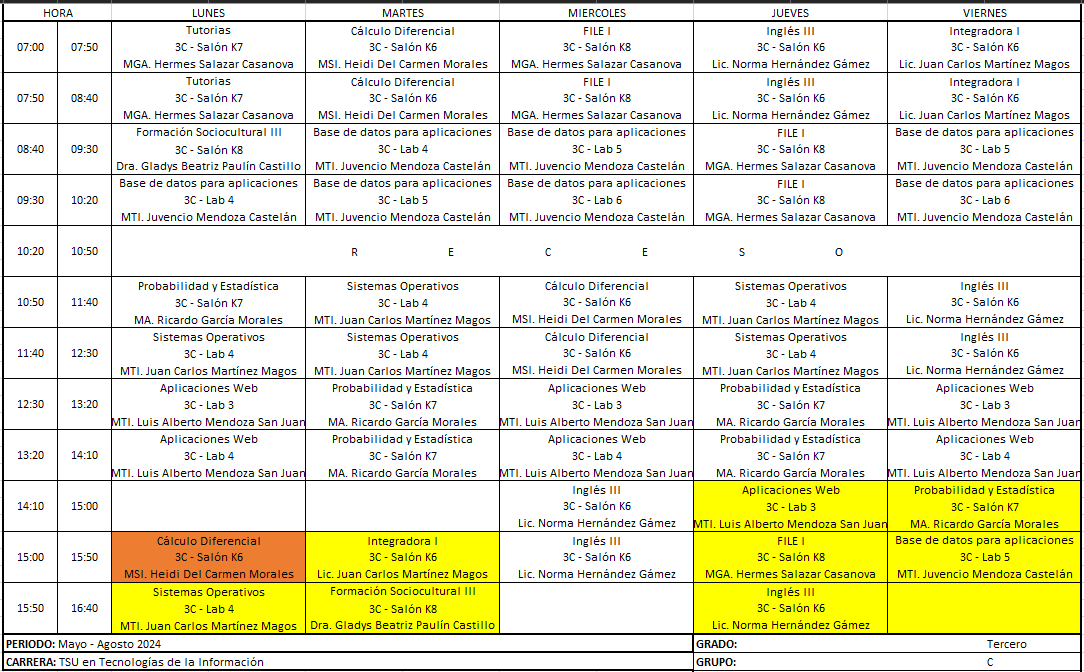 HORA LUNES MARTES MIERCOLES JUEVES VIERNES
07:00 07:50
Tutorias
3C - Salón K7
MGA. Hermes Salazar Casanova
Cálculo Diferencial
3C - Salón K6
MSI. Heidi Del Carmen Morales
FILE I
3C - Salón K8
MGA. Hermes Salazar Casanova
Inglés III
3C - Salón K6
Lic. Norma Hernández Gámez
Integradora I
3C - Salón K6
Lic. Juan Carlos Martínez Magos
07:50 08:40
Tutorias
3C - Salón K7
MGA. Hermes Salazar Casanova
Cálculo Diferencial
3C - Salón K6
MSI. Heidi Del Carmen Morales
FILE I
3C - Salón K8
MGA. Hermes Salazar Casanova
Inglés III
3C - Salón K6
Lic. Norma Hernández Gámez
Integradora I
3C - Salón K6
Lic. Juan Carlos Martínez Magos
08:40 09:30
Formación Sociocultural III
3C - Salón K8
Dra. Gladys Beatriz Paulín Castillo
Base de datos para aplicaciones
3C - Lab 4
MTI. Juvencio Mendoza Castelán
Base de datos para aplicaciones
3C - Lab 5
MTI. Juvencio Mendoza Castelán
FILE I
3C - Salón K8
MGA. Hermes Salazar Casanova
Base de datos para aplicaciones
3C - Lab 5
MTI. Juvencio Mendoza Castelán
09:30 10:20
Base de datos para aplicaciones
3C - Lab 4
MTI. Juvencio Mendoza Castelán
Base de datos para aplicaciones
3C - Lab 5
MTI. Juvencio Mendoza Castelán
Base de datos para aplicaciones
3C - Lab 6
MTI. Juvencio Mendoza Castelán
FILE I
3C - Salón K8
MGA. Hermes Salazar Casanova
Base de datos para aplicaciones
3C - Lab 6
MTI. Juvencio Mendoza Castelán
10:20 10:50 R E C E S O
10:50 11:40
Probabilidad y Estadística
3C - Salón K7
MA. Ricardo García Morales
Sistemas Operativos
3C - Lab 4
MTI. Juan Carlos Martínez Magos
Cálculo Diferencial
3C - Salón K6
MSI. Heidi Del Carmen Morales
Sistemas Operativos
3C - Lab 4
MTI. Juan Carlos Martínez Magos
Inglés III
3C - Salón K6
Lic. Norma Hernández Gámez
11:40 12:30
Sistemas Operativos
3C - Lab 4
MTI. Juan Carlos Martínez Magos
Sistemas Operativos
3C - Lab 4
MTI. Juan Carlos Martínez Magos
Cálculo Diferencial
3C - Salón K6
MSI. Heidi Del Carmen Morales
Sistemas Operativos
3C - Lab 4
MTI. Juan Carlos Martínez Magos
Inglés III
3C - Salón K6
Lic. Norma Hernández Gámez
12:30 13:20
Aplicaciones Web
3C - Lab 3
MTI. Luis Alberto Mendoza San Juan
Probabilidad y Estadística
3C - Salón K7
MA. Ricardo García Morales
Aplicaciones Web
3C - Lab 3
MTI. Luis Alberto Mendoza San Juan
Probabilidad y Estadística
3C - Salón K7
MA. Ricardo García Morales
Aplicaciones Web
3C - Lab 3
MTI. Luis Alberto Mendoza San Juan
13:20 14:10
Aplicaciones Web
3C - Lab 4
MTI. Luis Alberto Mendoza San Juan
Probabilidad y Estadística
3C - Salón K7
MA. Ricardo García Morales
Aplicaciones Web
3C - Lab 4
MTI. Luis Alberto Mendoza San Juan
Probabilidad y Estadística
3C - Salón K7
MA. Ricardo García Morales
Aplicaciones Web
3C - Lab 4
MTI. Luis Alberto Mendoza San Juan
14:10 15:00
Inglés III
3C - Salón K6
Lic. Norma Hernández Gámez
Aplicaciones Web
3C - Lab 3
MTI. Luis Alberto Mendoza San Juan
Probabilidad y Estadística
3C - Salón K7
MA. Ricardo García Morales
15:00 15:50
Cálculo Diferencial
3C - Salón K6
MSI. Heidi Del Carmen Morales
Integradora I
3C - Salón K6
Lic. Juan Carlos Martínez Magos
Inglés III
3C - Salón K6
Lic. Norma Hernández Gámez
FILE I
3C - Salón K8
MGA. Hermes Salazar Casanova
Base de datos para aplicaciones
3C - Lab 5
MTI. Juvencio Mendoza Castelán
15:50 16:40
Sistemas Operativos
3C - Lab 4
MTI. Juan Carlos Martínez Magos
Formación Sociocultural III
3C - Salón K8
Dra. Gladys Beatriz Paulín Castillo
Inglés III
3C - Salón K6
Lic. Norma Hernández Gámez
PERIODO: Mayo - Agosto 2024 GRADO: Tercero
CARRERA: TSU en Tecnologías de la Información GRUPO: C